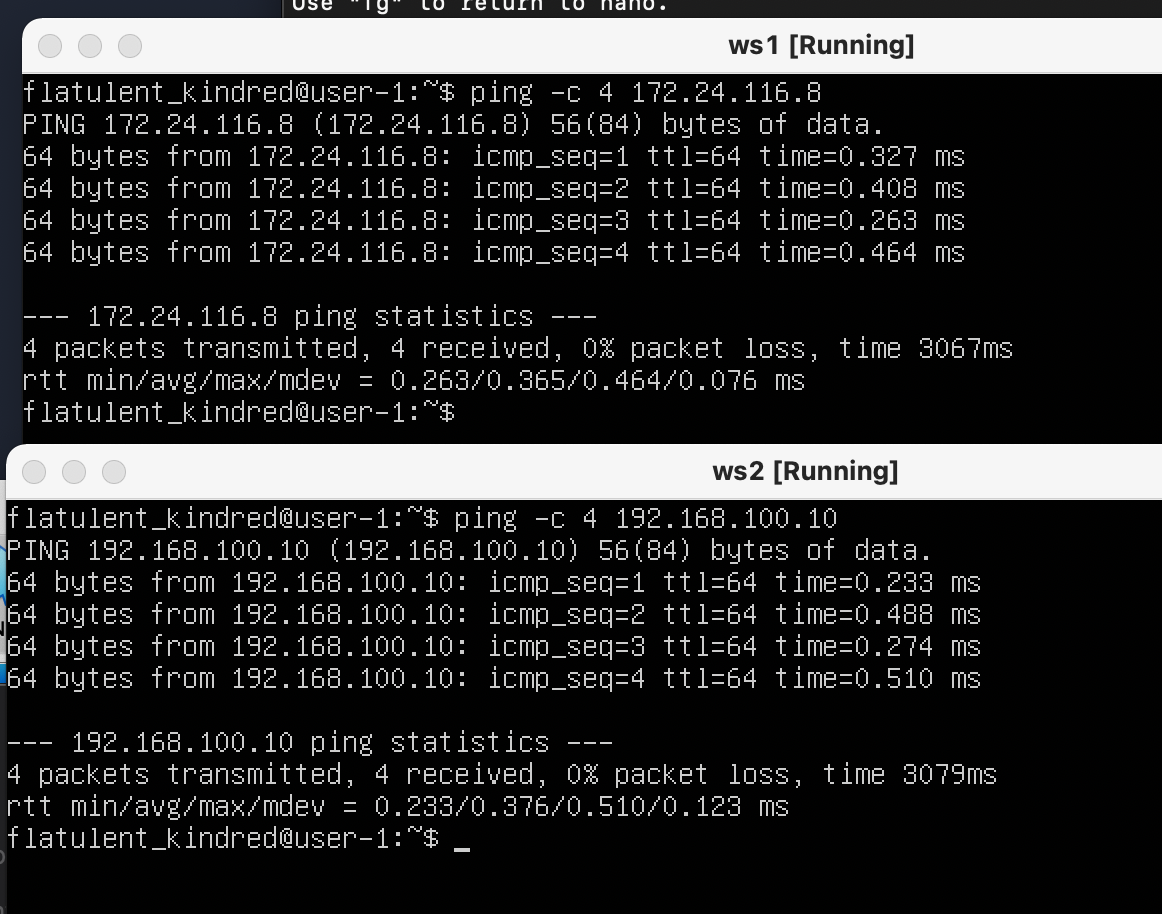 Use "fg" to return to nano.
ws1 [Running]
flatulent_kindred@user-1:~$ ping -c 4 172.24.116.8
PING 172.24.116.8 (172.24.116.8) 56(84) bytes of data.
64 bytes from 172.24.116.8: icmp_seq=1 ttl=64 time=0.327 ms
64 bytes from 172.24.116.8: icmp_seq=2 ttl=64 time=0.408 ms
64 bytes from 172.24.116.8: icmp_seq=3 ttl=64 time=0.263 ms
64 bytes from 172.24.116.8: icmp_seq=4 ttl=64 time=0.464 ms
--- 172.24.116.8 ping statistics ---
4 packets transmitted, 4 received, 0% packet loss, time 3067ms
rtt min/avg/max/mdev = 0.263/0.365/0.464/0.076 ms
flatulent_kindred@user-1:~$
ws2 [Running]
flatulent_kindred@user-1:~$ ping -c 4 192.168.100.10
PING 192.168.100.10 (192.168.100.10) 56(84) bytes of data.
64 bytes from 192.168.100.10: icmp_seq=1 ttl=64 time=0.233 ms
64 bytes from 192.168.100.10: icmp_seq=2 ttl=64 time=0.488 ms
64 bytes from 192.168.100.10: icmp_seq=3 ttl=64 time=0.274 ms
64 bytes from 192.168.100.10: icmp_seq=4 ttl=64 time=0.510 ms
--- 192.168.100.10 ping statistics ---
4 packets transmitted, 4 received, 0% packet loss, time 3079ms
rtt min/avg/max/mdev = 0.233/0.376/0.510/0.123 ms
flatulent_kindred@user-1:~$ _